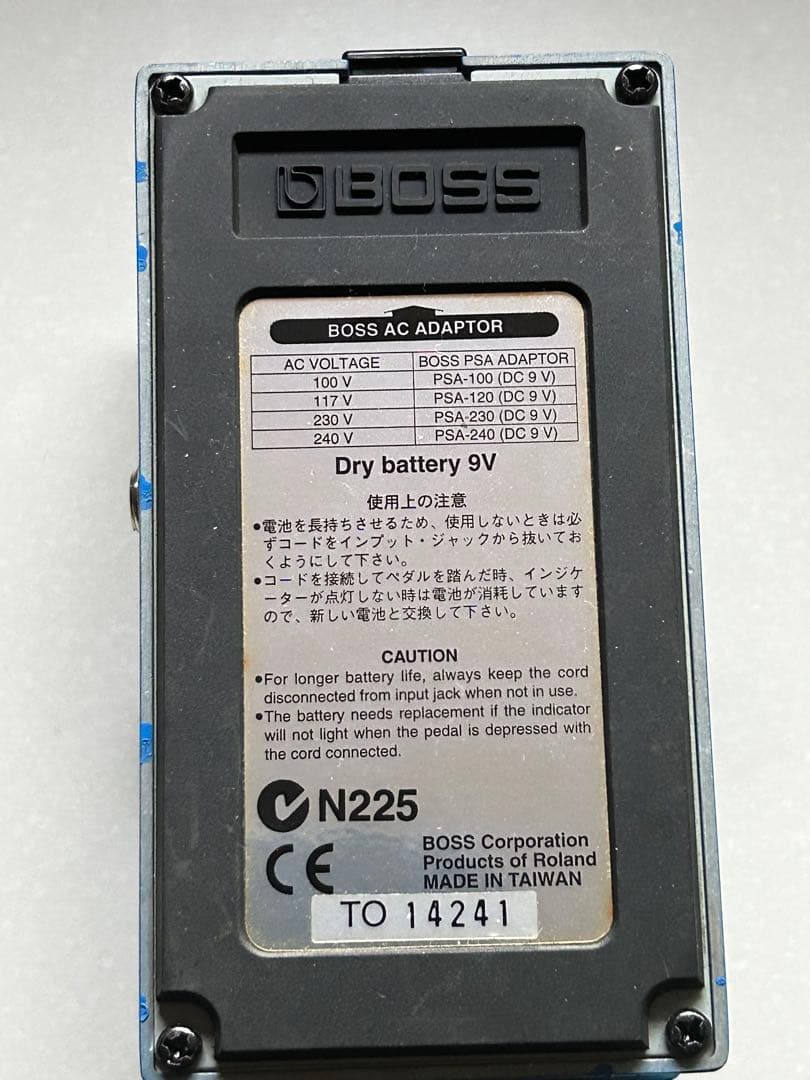 BOSS
BOSS AC ADAPTOR
AC VOLTAGE BOSS PSA ADAPTOR
100 V PSA-100 (DC 9 V)
117 V PSA-120 (DC 9 V)
230 V PSA-230 (DC 9 V)
240 V PSA-240 (DC 9 V)
Dry battery 9V
使用上の注意
●電池を長持ちさせるため、使用しないときは必
ずコードをインプット・ジャックから抜いてお
くようにして下さい。
●コードを接続してペダルを踏んだ時、インジケ
ーターが点灯しない時は電池が消耗しています
ので、新しい電池と交換して下さい。
CAUTION
●For longer battery life, always keep the cord
disconnected from input jack when not in use.
●The battery needs replacement if the indicator
will not light when the pedal is depressed with
the cord connected.
N225
CE
BOSS Corporation
Products of Roland
MADE IN TAIWAN
TO 14241